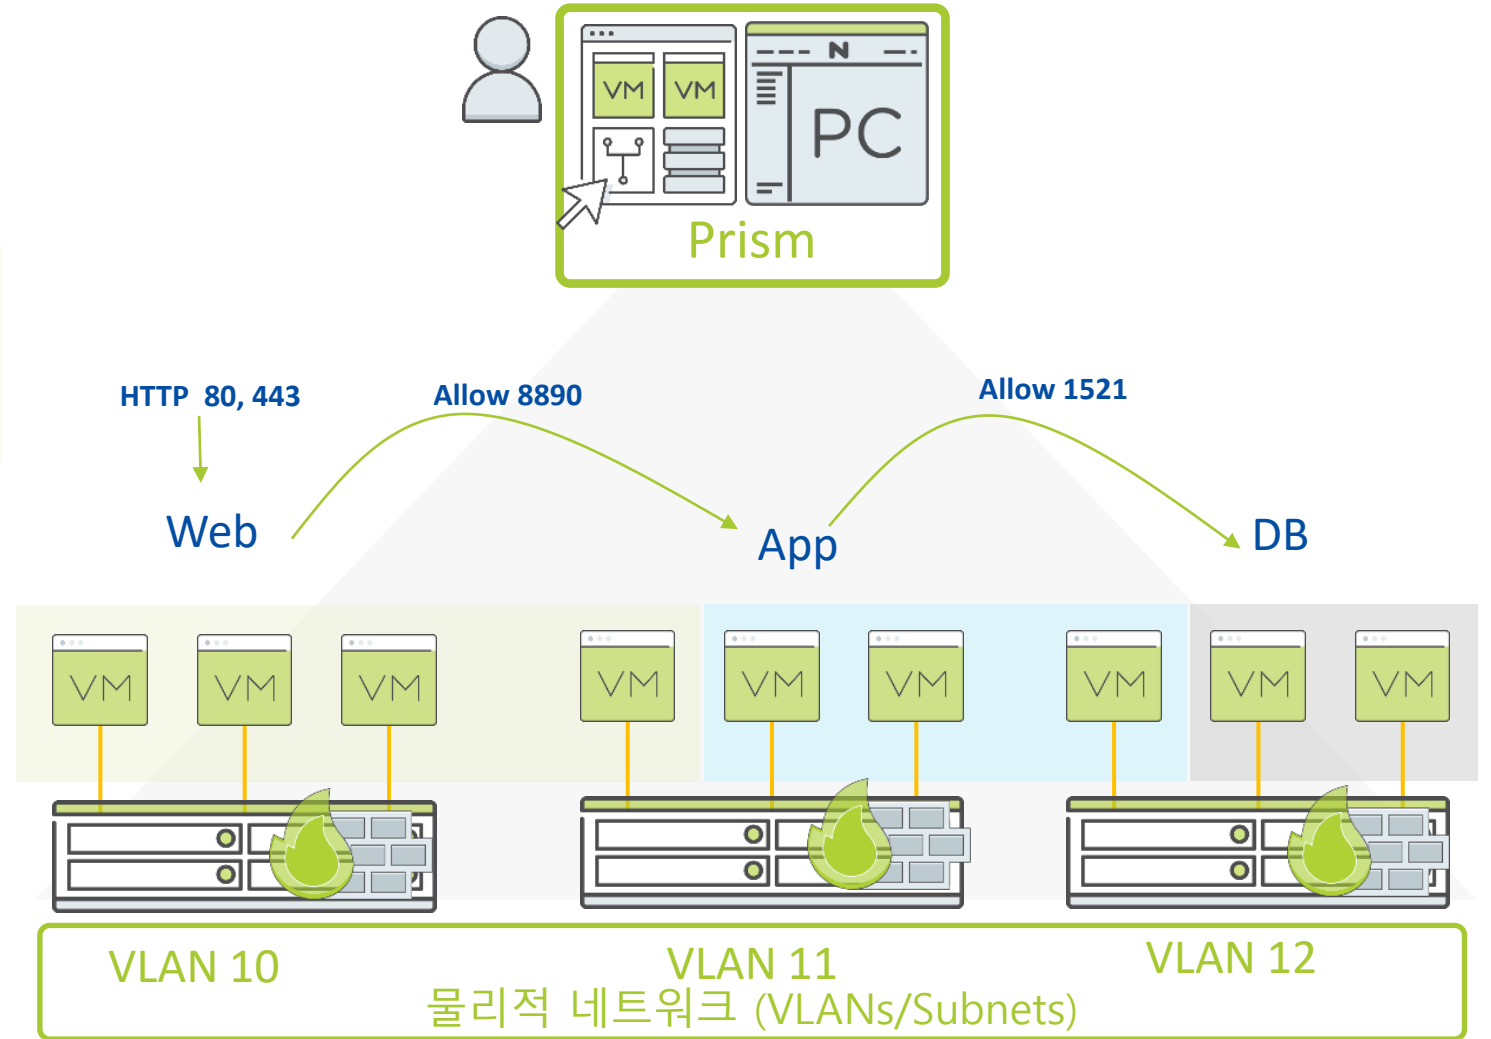 VM VM
N
PC
Prism
HTTP  80, 443
Allow 8890
Allow 1521
Web
App
DB
VM VM VM VM VM VM VM VM VM
VLAN 10
VLAN 11
VLAN 12
물리적 네트워크 (VLANs/Subnets)